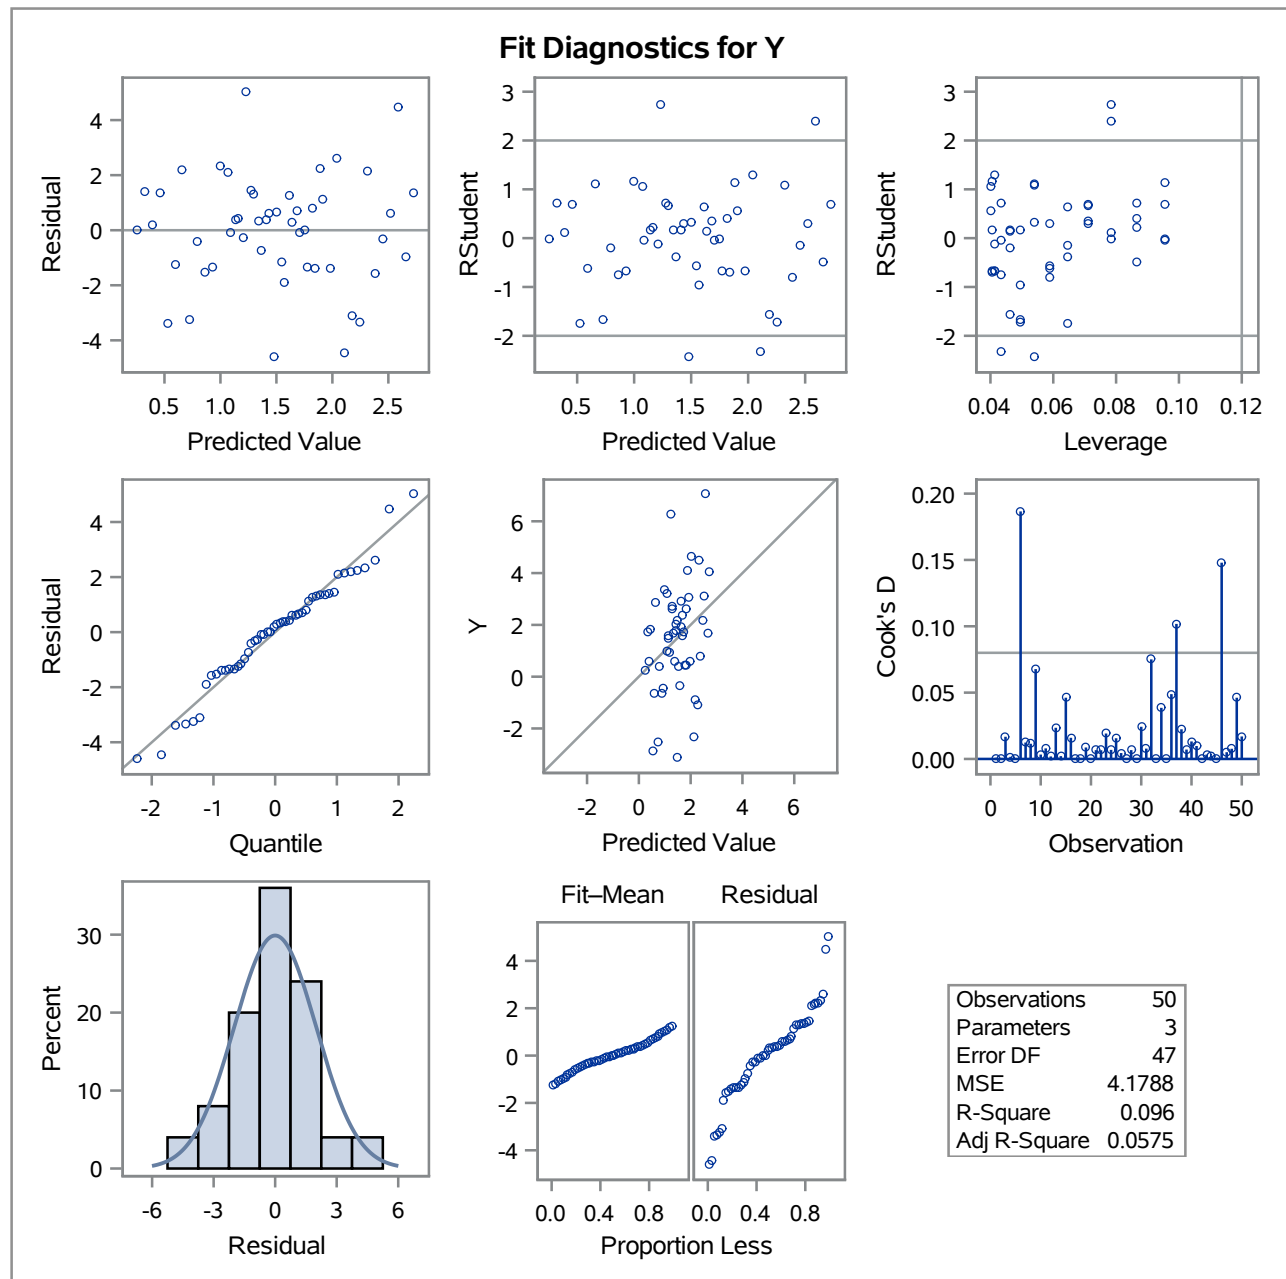 Fit Diagnostics for Y
Residual
4
2
0
-2
-4
0.5 1.0 1.5 2.0 2.5
Predicted Value
RStudent
3
2
1
0
-1
-2
0.5 1.0 1.5 2.0 2.5
Predicted Value
RStudent
3
2
1
0
-1
-2
0.04 0.06 0.08 0.10 0.12
Leverage
Residual
4
2
0
-2
-4
-2 -1 0 1 2
Quantile
Y
6
4
2
0
-2
-2 0 2 4 6
Predicted Value
Cook's D
0.20
0.15
0.10
0.05
0.00
0 10 20 30 40 50
Observation
Percent
30
20
10
0
-6 -3 0 3 6
Residual
Fit–Mean Residual
4
2
0
-2
-4
0.0 0.4 0.8 0.0 0.4 0.8
Proportion Less
Observations 50
Parameters 3
Error DF 47
MSE 4.1788
R-Square 0.096
Adj R-Square 0.0575